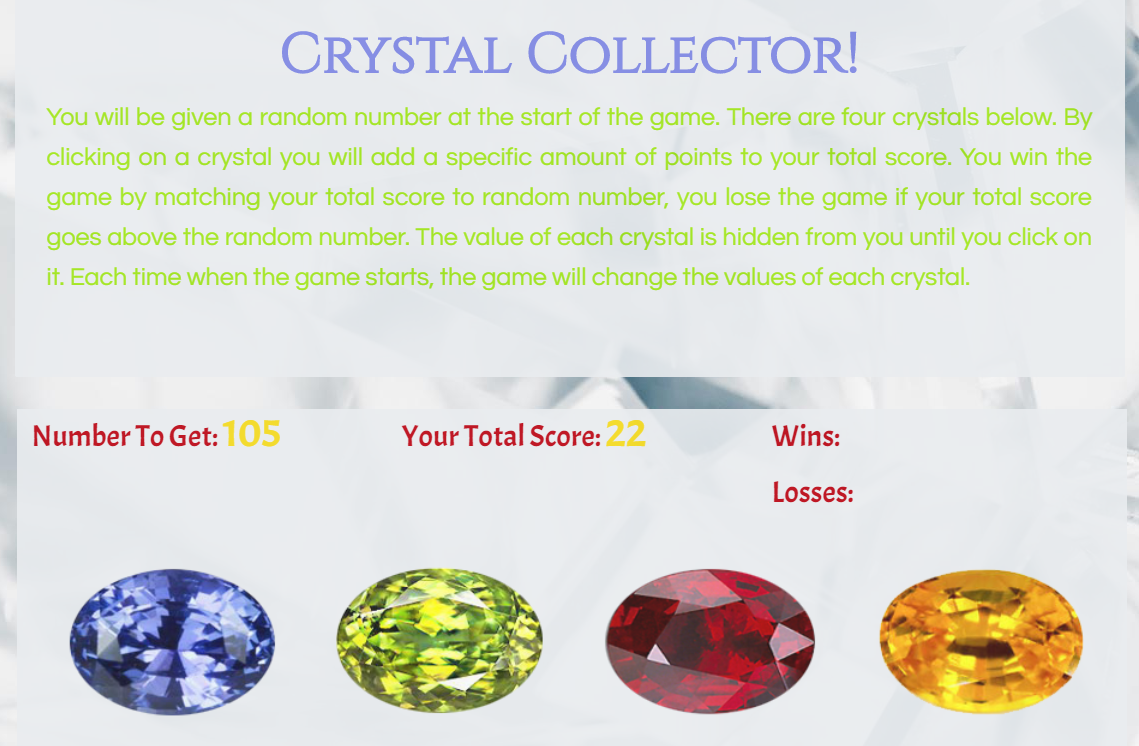 Crystal Collector!
You will be given a random number at the start of the game. There are four crystals below. By
clicking on a crystal you will add a specific amount of points to your total score. You win the
game by matching your total score to random number, you lose the game if your total score
goes above the random number. The value of each crystal is hidden from you until you click on
it. Each time when the game starts, the game will change the values of each crystal.
Number To Get: 105
Your Total Score: 22
Wins:
Losses: